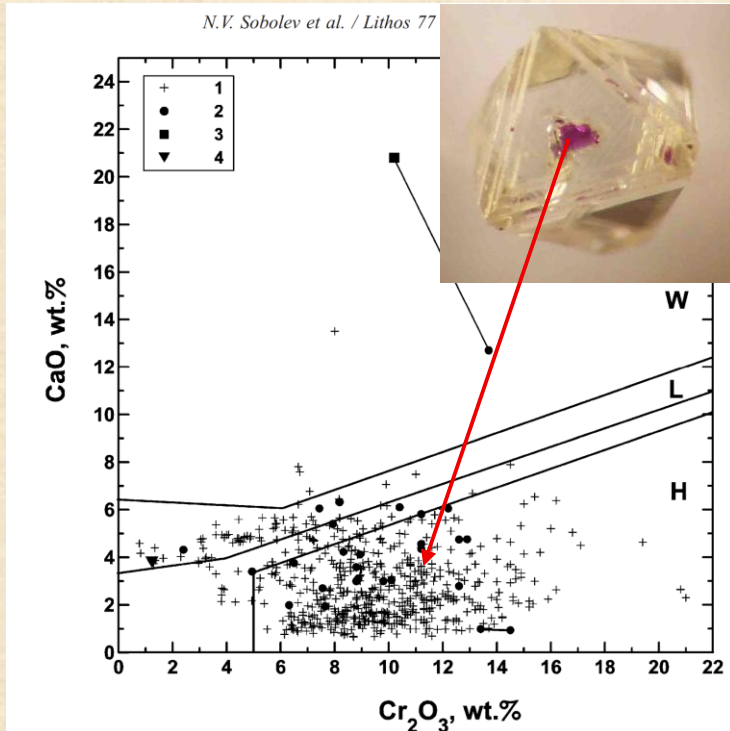 N.V. Sobolev et al. / Lithos 77
24
22
20
18
16
14
12
10
8
6
4
2
0
CaO, wt.%
1
2
3
4
W
L
H
0 2 4 6 8 10 12 14 16 18 20 22
Cr₂O₃, wt.%